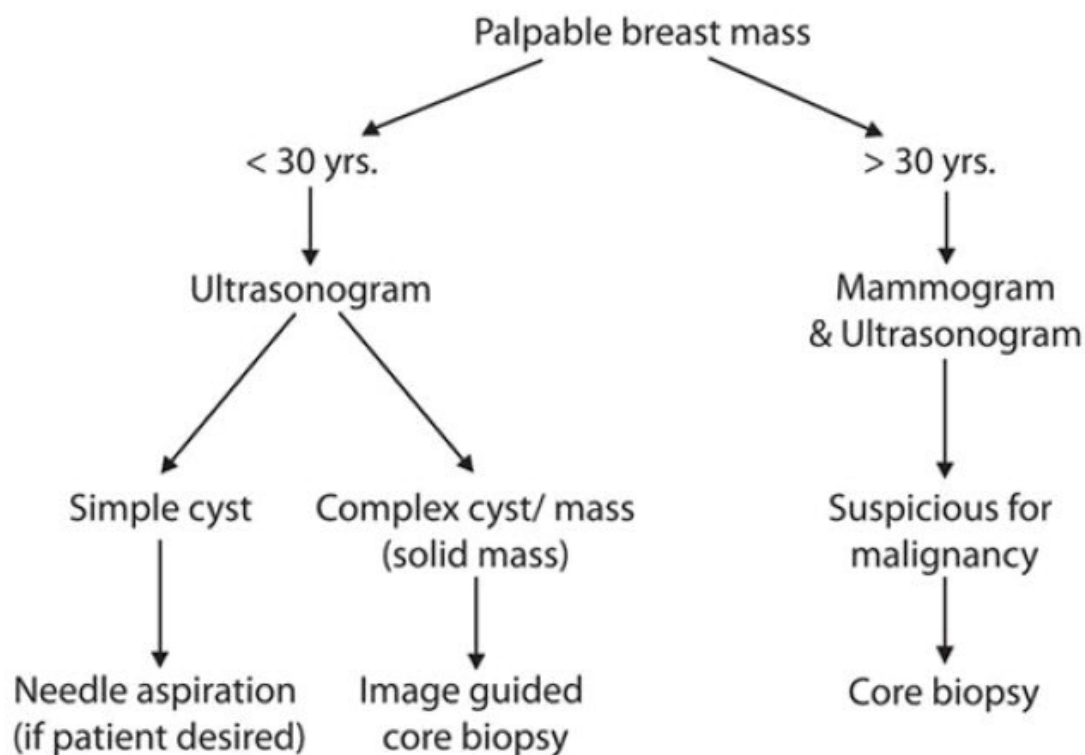 Palpable breast mass
< 30 yrs.
> 30 yrs.
Ultrasonogram
Mammogram
& Ultrasonogram
Simple cyst
Complex cyst/ mass
(solid mass)
Suspicious for
malignancy
Needle aspiration
(if patient desired)
Image guided
core biopsy
Core biopsy